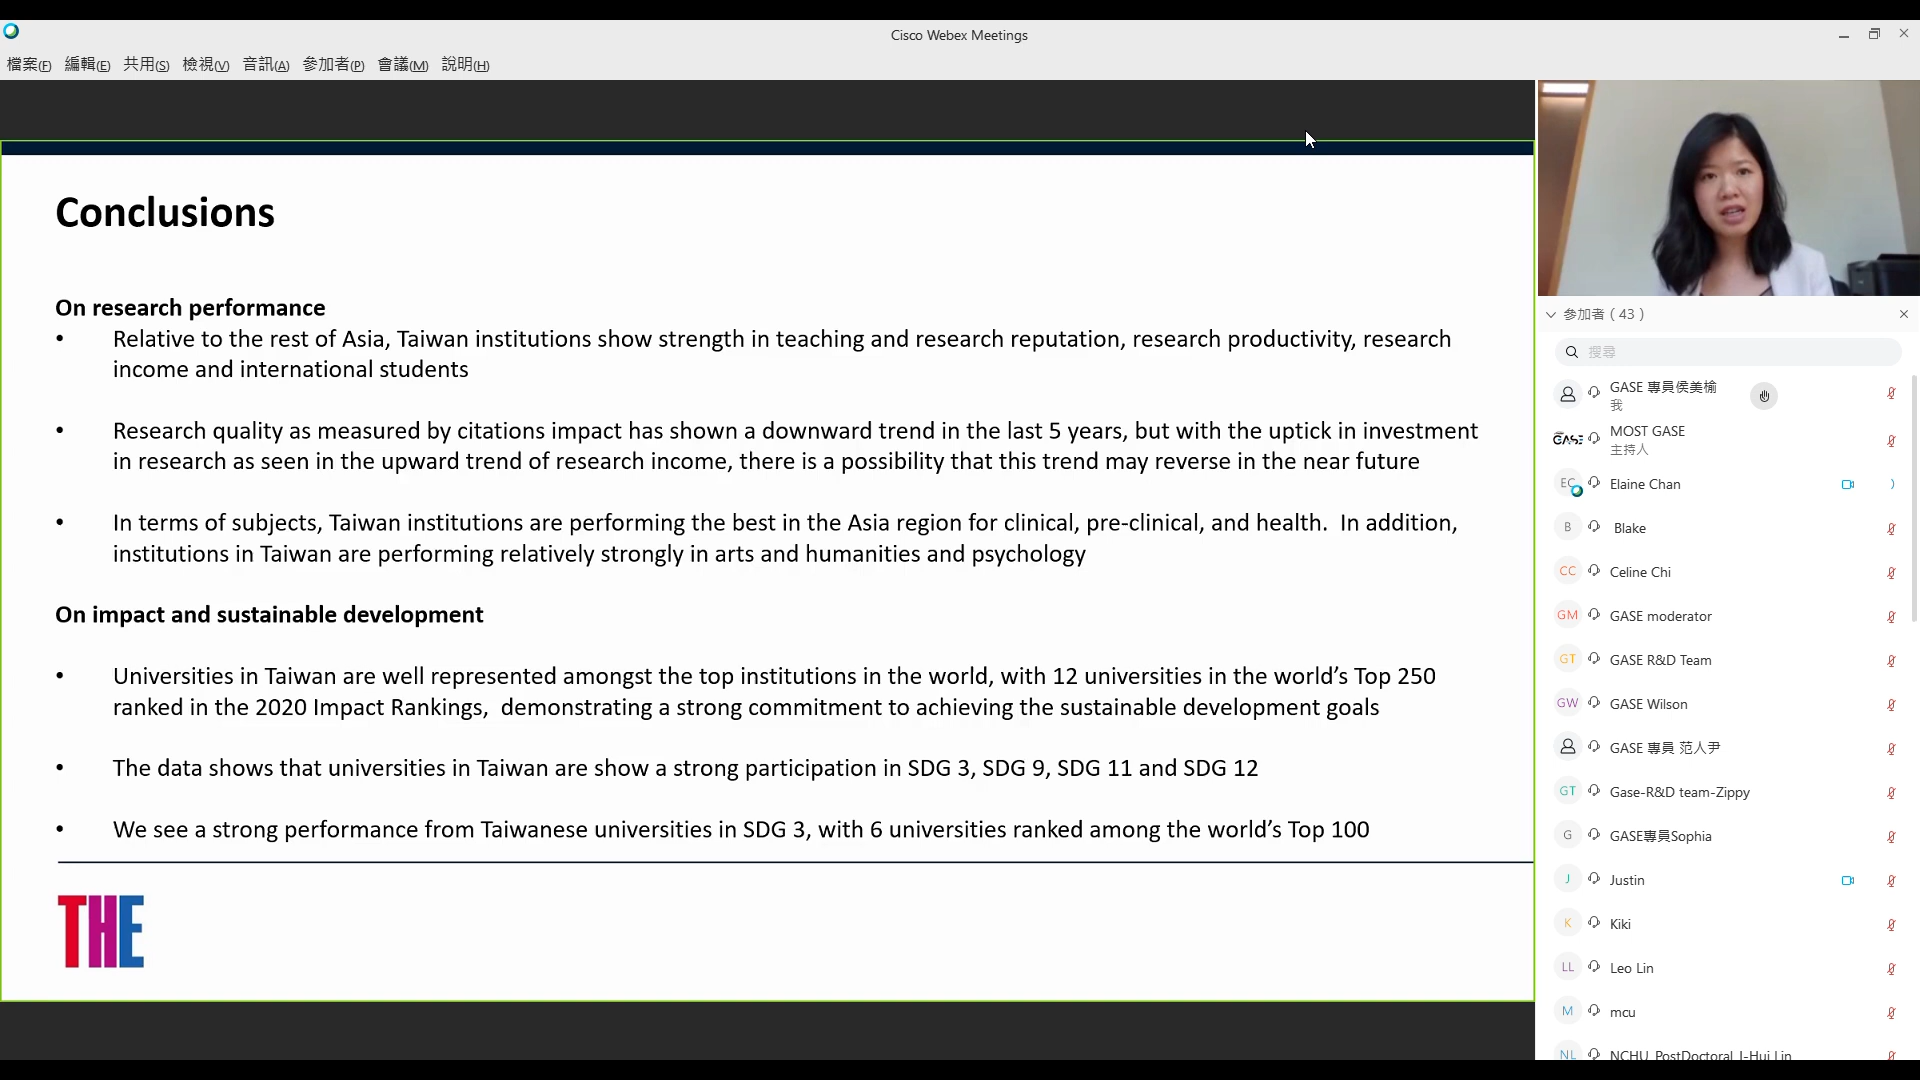 Cisco Webex Meetings
檔案(F) 編輯(E) 共用(S) 檢視(V) 音訊(A) 參加者(P) 會議(M) 說明(H)
Conclusions
On research performance
• Relative to the rest of Asia, Taiwan institutions show strength in teaching and research reputation, research productivity, research
income and international students
• Research quality as measured by citations impact has shown a downward trend in the last 5 years, but with the uptick in investment
in research as seen in the upward trend of research income, there is a possibility that this trend may reverse in the near future
• In terms of subjects, Taiwan institutions are performing the best in the Asia region for clinical, pre-clinical, and health. In addition,
institutions in Taiwan are performing relatively strongly in arts and humanities and psychology
On impact and sustainable development
• Universities in Taiwan are well represented amongst the top institutions in the world, with 12 universities in the world’s Top 250
ranked in the 2020 Impact Rankings, demonstrating a strong commitment to achieving the sustainable development goals
• The data shows that universities in Taiwan are show a strong participation in SDG 3, SDG 9, SDG 11 and SDG 12
• We see a strong performance from Taiwanese universities in SDG 3, with 6 universities ranked among the world’s Top 100
THE
參加者 ( 43 )
搜尋
GASE 專員侯美榆
我
GASE MOST GASE
主持人
EC Elaine Chan
B Blake
CC Celine Chi
GM GASE moderator
GT GASE R&D Team
GW GASE Wilson
GASE 專員 范人尹
GT Gase-R&D team-Zippy
G GASE專員Sophia
J Justin
K Kiki
LL Leo Lin
M mcu
NL NCHU_PostDoctoral_I-Hui Lin